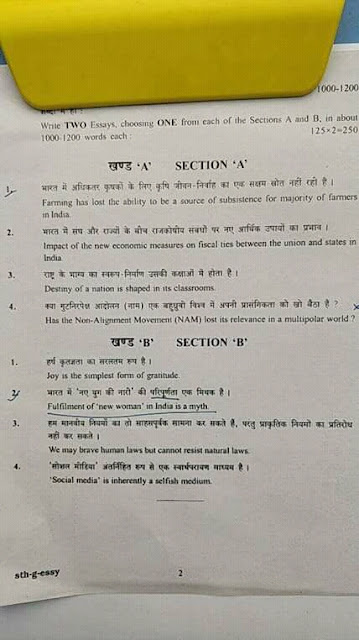 1000-1200
Write TWO Essays, choosing ONE from each of the Sections A and B, in about
1000-1200 words each : 125×2=250
खण्ड 'A' SECTION 'A'
1. भारत में अधिकतर कृषकों के लिए कृषि जीवन-निर्वाह का एक सक्षम स्रोत नहीं रही है ।
Farming has lost the ability to be a source of subsistence for majority of farmers
in India.
2. भारत में संघ और राज्यों के बीच राजकोषीय संबंधों पर नए आर्थिक उपायों का प्रभाव ।
Impact of the new economic measures on fiscal ties between the union and states in
India.
3. राष्ट्र के भाग्य का स्वरूप-निर्माण उसकी कक्षाओं में होता है ।
Destiny of a nation is shaped in its classrooms.
4. क्या गुटनिरपेक्ष आंदोलन (नाम) एक बहुध्रुवी विश्व में अपनी प्रासंगिकता को खो बैठा है ?
Has the Non-Alignment Movement (NAM) lost its relevance in a multipolar world ?
खण्ड 'B' SECTION 'B'
1. हर्ष कृतज्ञता का सरलतम रूप है ।
Joy is the simplest form of gratitude.
2. भारत में 'नए युग की नारी' की परिपूर्णता एक मिथक है ।
Fulfilment of 'new woman' in India is a myth.
3. हम मानवीय नियमों का तो साहसपूर्वक सामना कर सकते हैं, परंतु प्राकृतिक नियमों का प्रतिरोध
नहीं कर सकते ।
We may brave human laws but cannot resist natural laws.
4. 'सोशल मीडिया' अंतर्निहित रूप से एक स्वार्थपरायण माध्यम है ।
'Social media' is inherently a selfish medium.
sth-g-essy 2